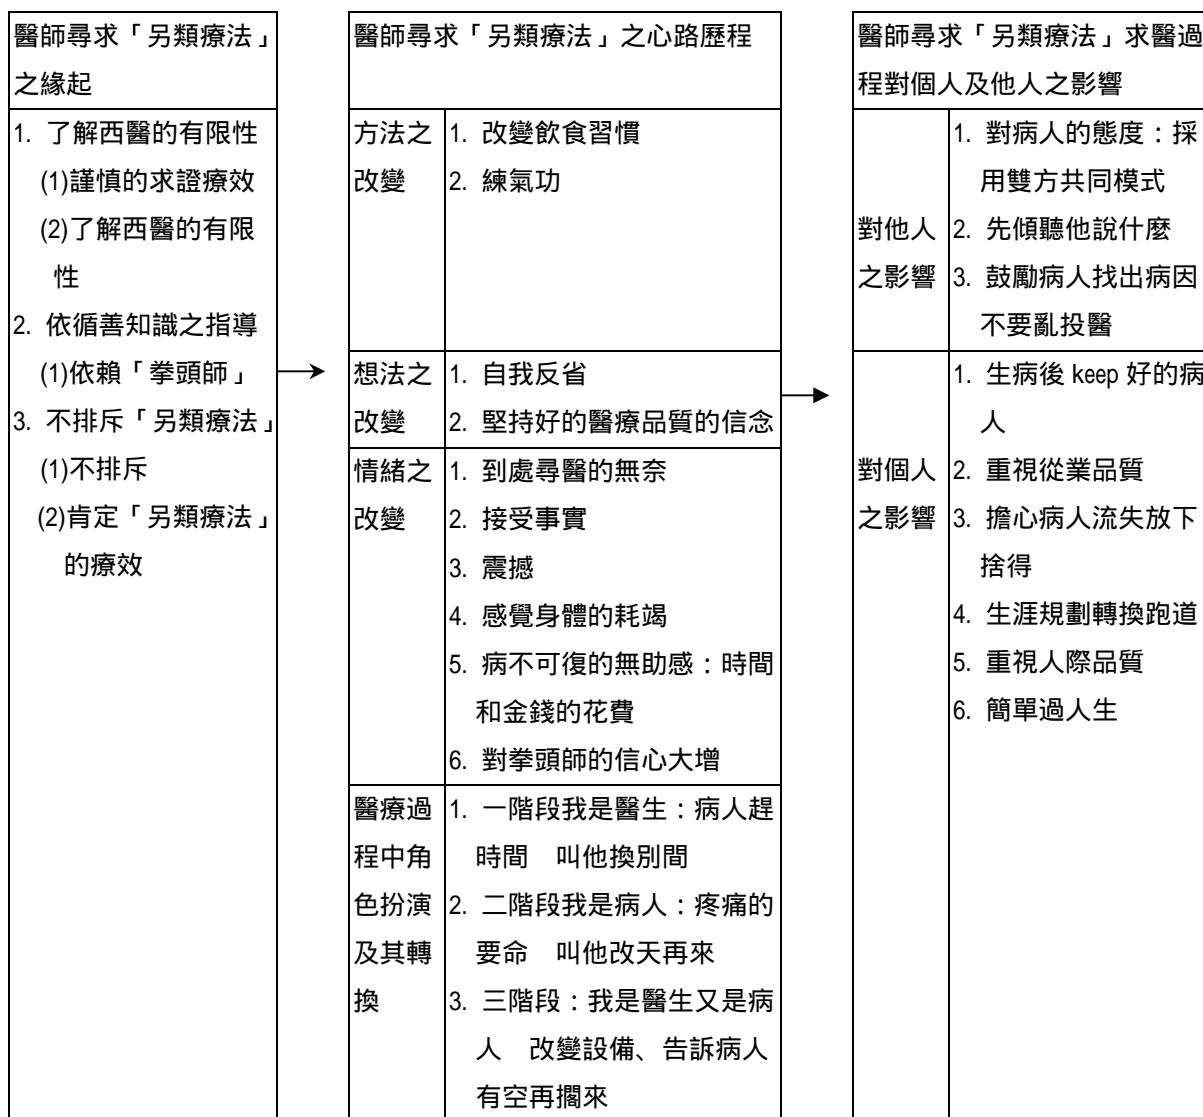 醫師尋求「另類療法」
之緣起
1. 了解西醫的有限性
(1)謹慎的求證療效
(2)了解西醫的有限
性
2. 依循善知識之指導
(1)依賴「拳頭師」
3. 不排斥「另類療法」
(1)不排斥
(2)肯定「另類療法」
的療效
醫師尋求「另類療法」之心路歷程
方法之
改變
1. 改變飲食習慣
2. 練氣功
想法之
改變
1. 自我反省
2. 堅持好的醫療品質的信念
情緒之
改變
1. 到處尋醫的無奈
2. 接受事實
3. 震撼
4. 感覺身體的耗竭
5. 病不可復的無助感：時間
和金錢的花費
6. 對拳頭師的信心大增
醫療過
程中角
色扮演
及其轉
換
1. 一階段我是醫生：病人趕
時間 叫他換別間
2. 二階段我是病人：疼痛的
要命 叫他改天再來
3. 三階段：我是醫生又是病
人 改變設備、告訴病人
有空再擱來
醫師尋求「另類療法」求醫過
程對個人及他人之影響
對他人
之影響
1. 對病人的態度：採
用雙方共同模式
2. 先傾聽他說什麼
3. 鼓勵病人找出病因
不要亂投醫
對個人
之影響
1. 生病後 keep 好的病
人
2. 重視從業品質
3. 擔心病人流失放下
捨得
4. 生涯規劃轉換跑道
5. 重視人際品質
6. 簡單過人生